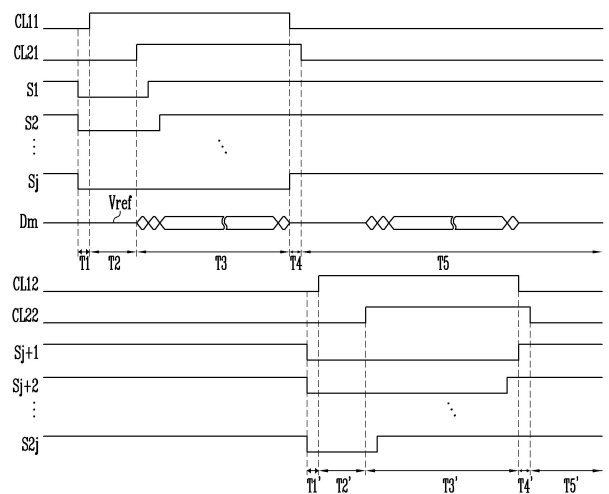 CL11
CL21
S1
S2
Sj
Vref
Dm
T1 T2 T3 T4 T5
CL12
CL22
Sj+1
Sj+2
S2j
T1' T2' T3' T4' T5'